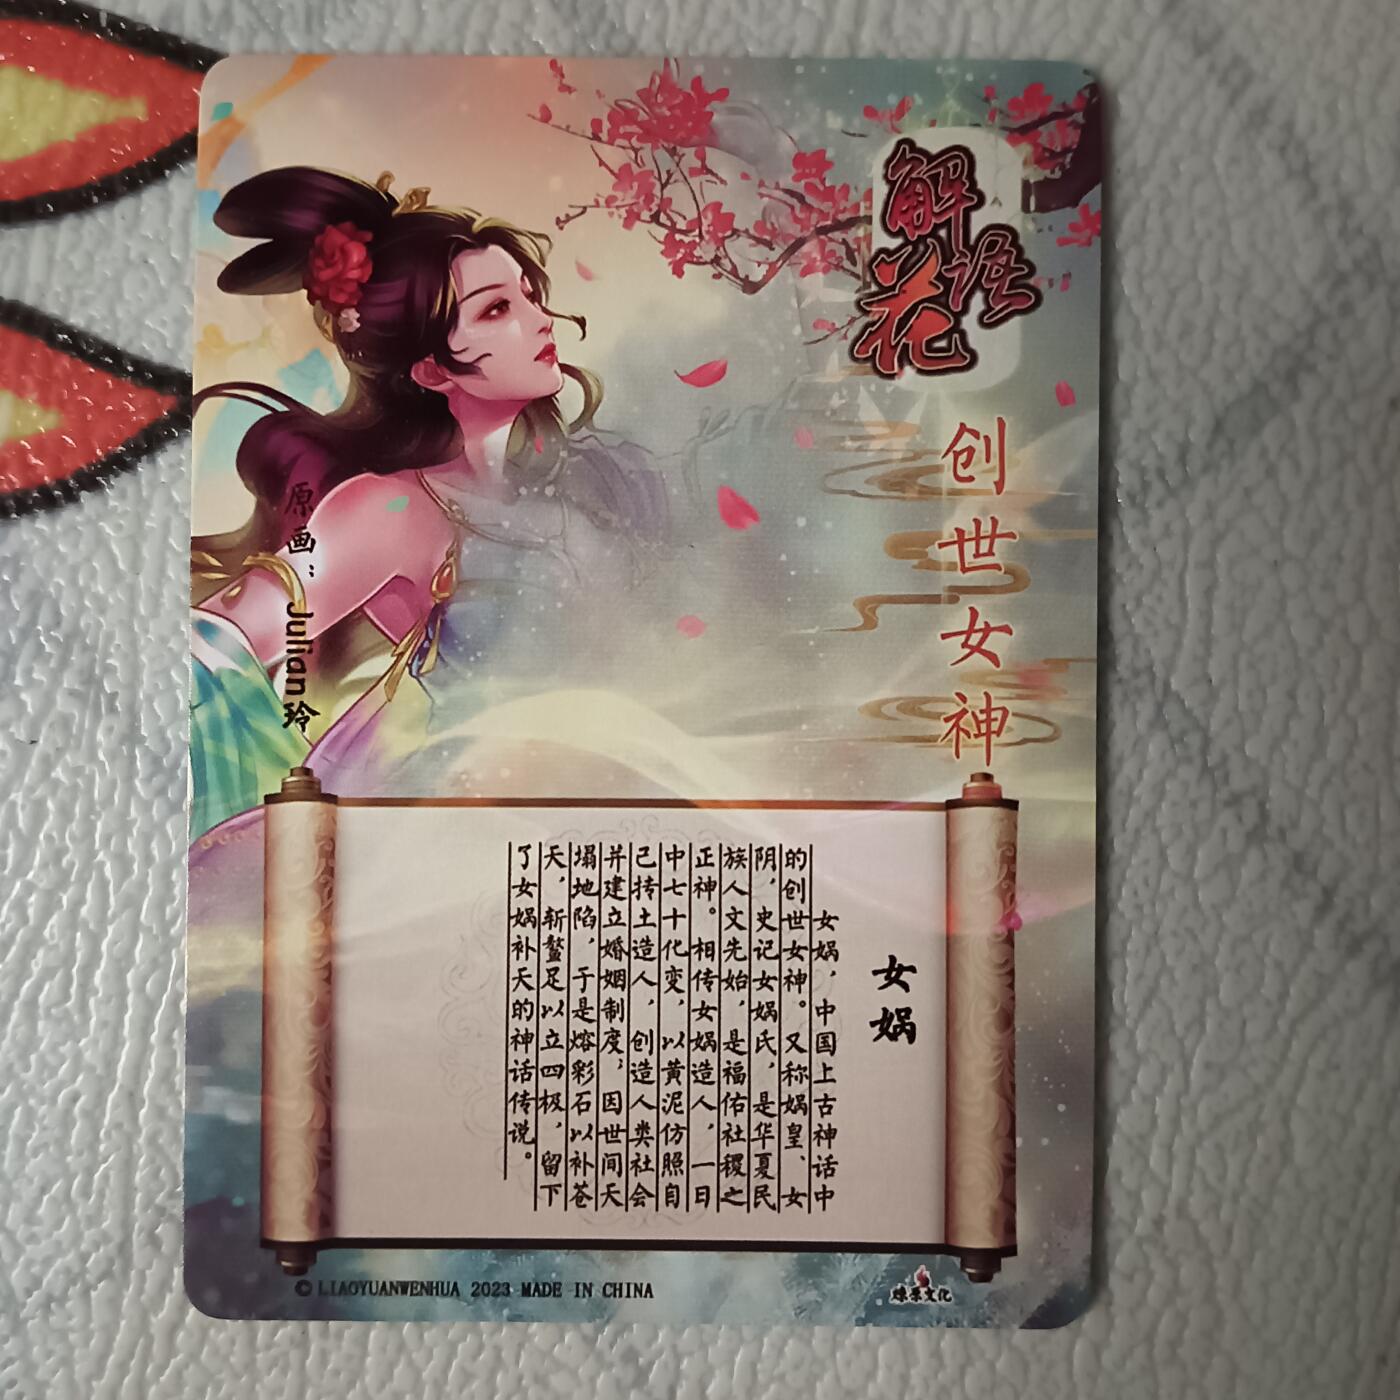 解语花
创世女神
原画：Julian玲
女娲
女娲，中国上古神话中
的创世女神。又称娲皇、女
阴，史记女娲氏，是华夏民
族人文先始，是福佑社稷之
正神。相传女娲造人，一日
中七十化变，以黄泥仿照自
己抟土造人，创造人类社会
并建立婚姻制度；因世间天
塌地陷，于是熔彩石以补苍
天，斩鳌足以立四极，留下
了女娲补天的神话传说。
© LIAOYUANWENHUA 2023 MADE IN CHINA
燎原文化